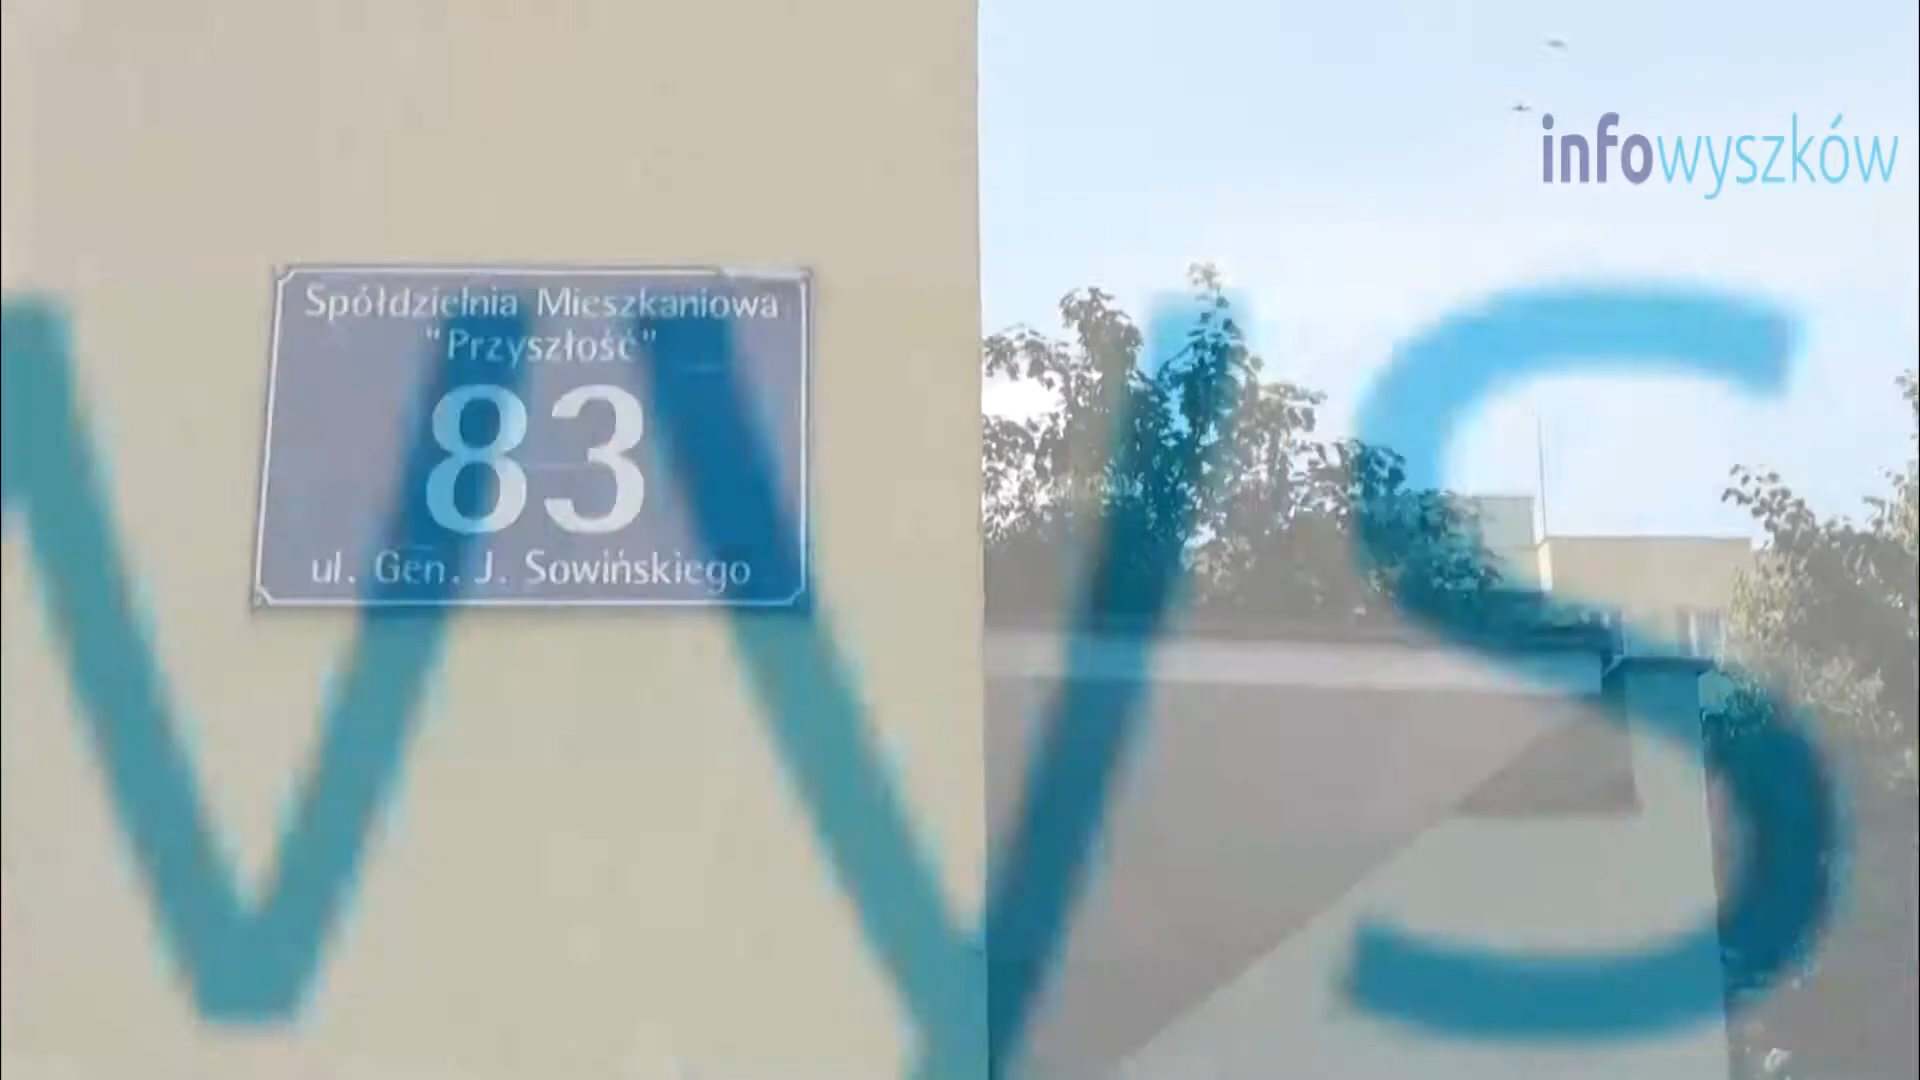 infowyszków
Spółdzielnia Mieszkaniowa
"Przyszłość"
83
ul. Gen. J. Sowińskiego
WS